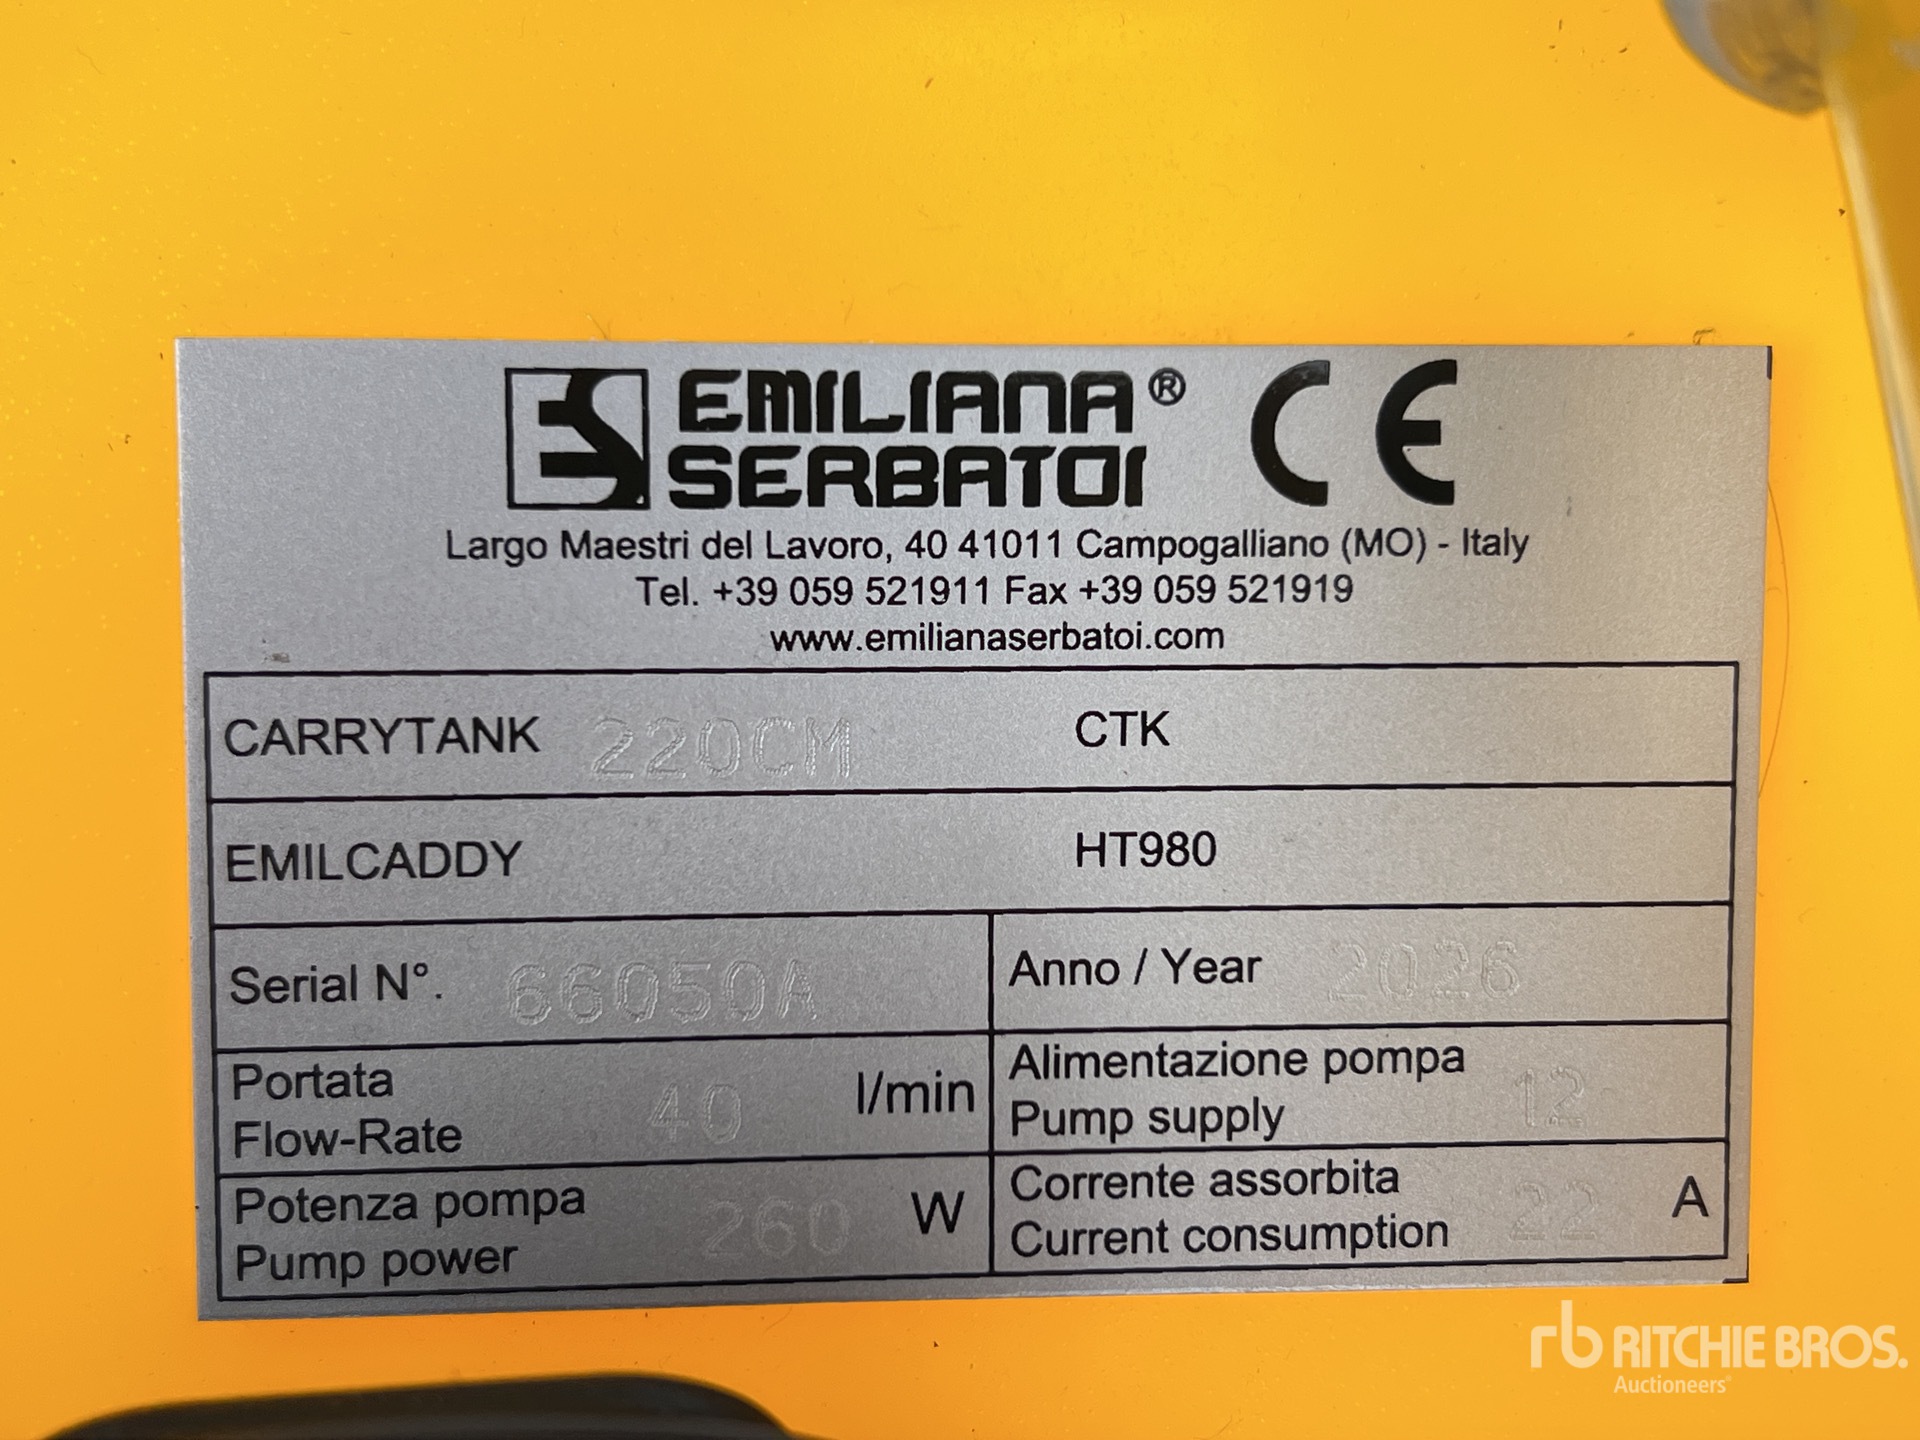 EMILIANA®
SERBATOI
CE
Largo Maestri del Lavoro, 40 41011 Campogalliano (MO) - Italy
Tel. +39 059 521911 Fax +39 059 521919
www.emilianaserbatoi.com
CARRYTANK 220CM CTK
EMILCADDY HT980
Serial N°. 66050A
Anno / Year 2026
Portata
Flow-Rate 40 l/min
Alimentazione pompa
Pump supply 12
Potenza pompa
Pump power 260 W
Corrente assorbita
Current consumption 22 A
rb RITCHIE BROS.
Auctioneers